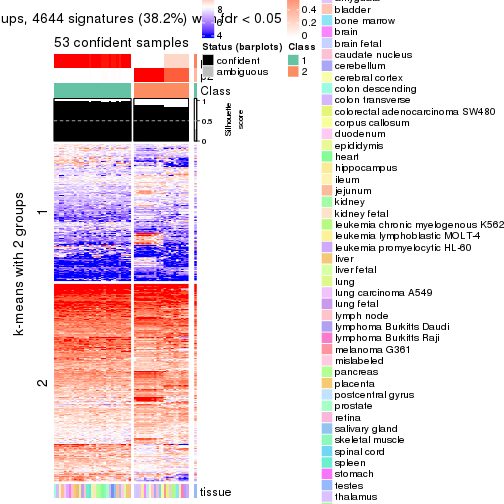 ups, 4644 signatures (38.2%) with fdr < 0.05
53 confident samples
8
6
4
0.4
0.2
0
Status (barplots)
confident
ambiguous
Class
1
2
p2
Class
1
0.5
0
Silhouette
score
k-means with 2 groups
1
2
tissue
bladder
bone marrow
brain
brain fetal
caudate nucleus
cerebellum
cerebral cortex
colon descending
colon transverse
colorectal adenocarcinoma SW480
corpus callosum
duodenum
epididymis
heart
hippocampus
ileum
jejunum
kidney
kidney fetal
leukemia chronic myelogenous K562
leukemia lymphoblastic MOLT-4
leukemia promyelocytic HL-60
liver
liver fetal
lung
lung carcinoma A549
lung fetal
lymph node
lymphoma Burkitts Daudi
lymphoma Burkitts Raji
melanoma G361
mislabeled
pancreas
placenta
postcentral gyrus
prostate
retina
salivary gland
skeletal muscle
spinal cord
spleen
stomach
testes
thalamus